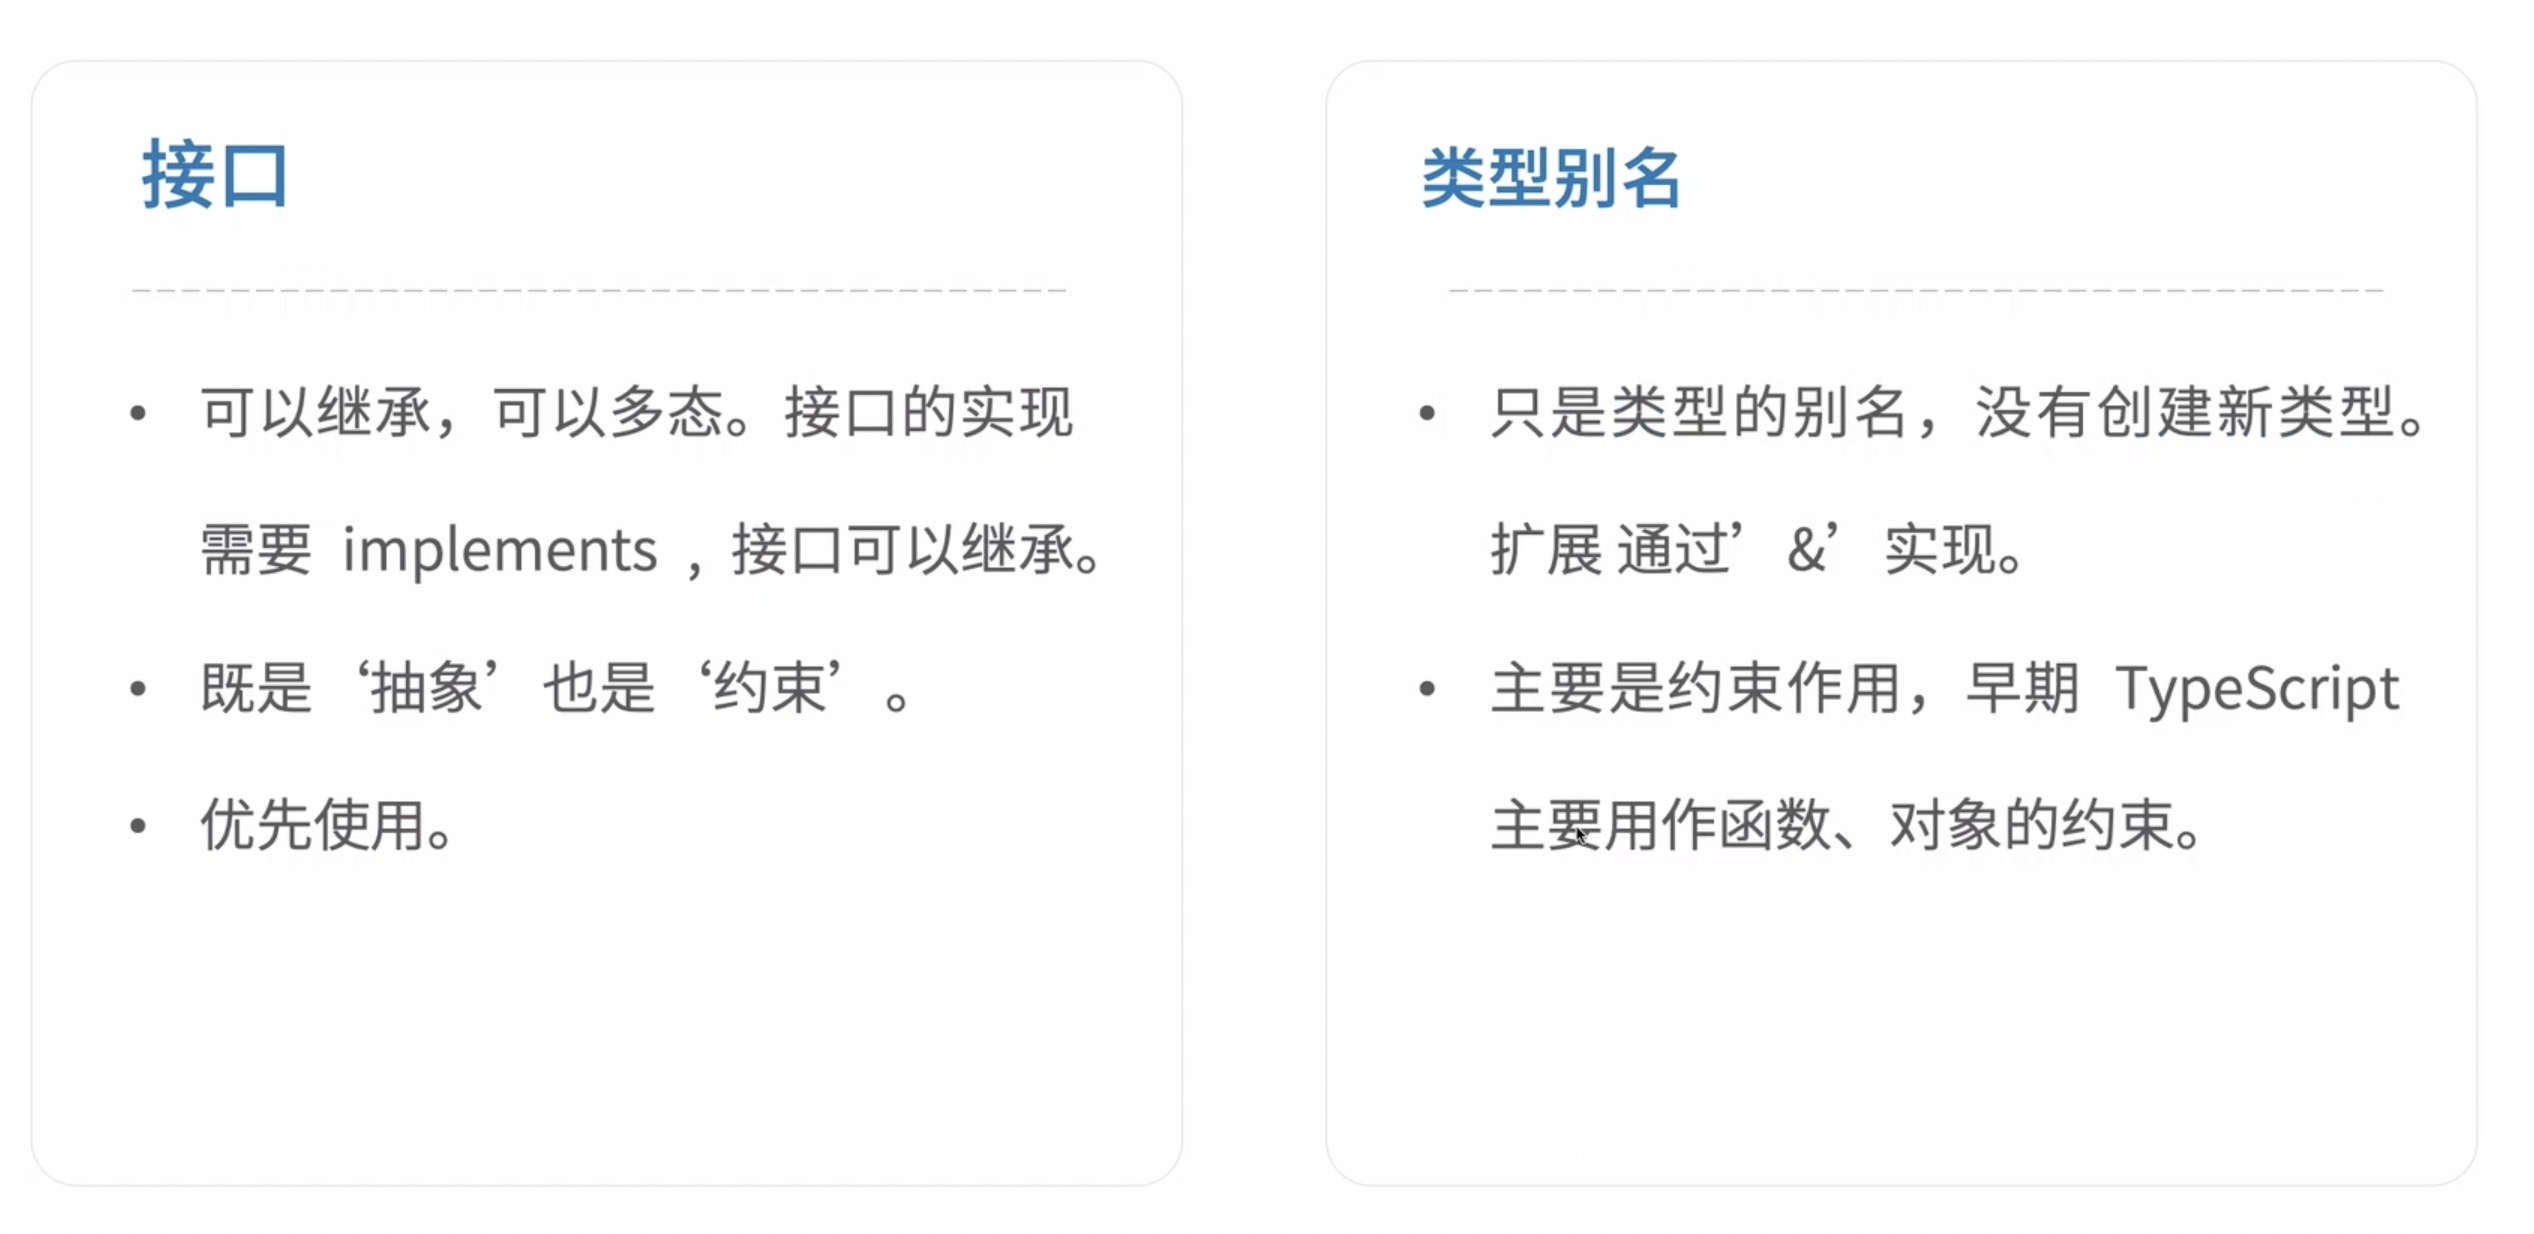 接口
• 可以继承，可以多态。接口的实现
需要 implements ，接口可以继承。
• 既是‘抽象’也是‘约束’。
• 优先使用。
类型别名
• 只是类型的别名，没有创建新类型。
扩展 通过’&’实现。
• 主要是约束作用，早期 TypeScript
主要用作函数、对象的约束。